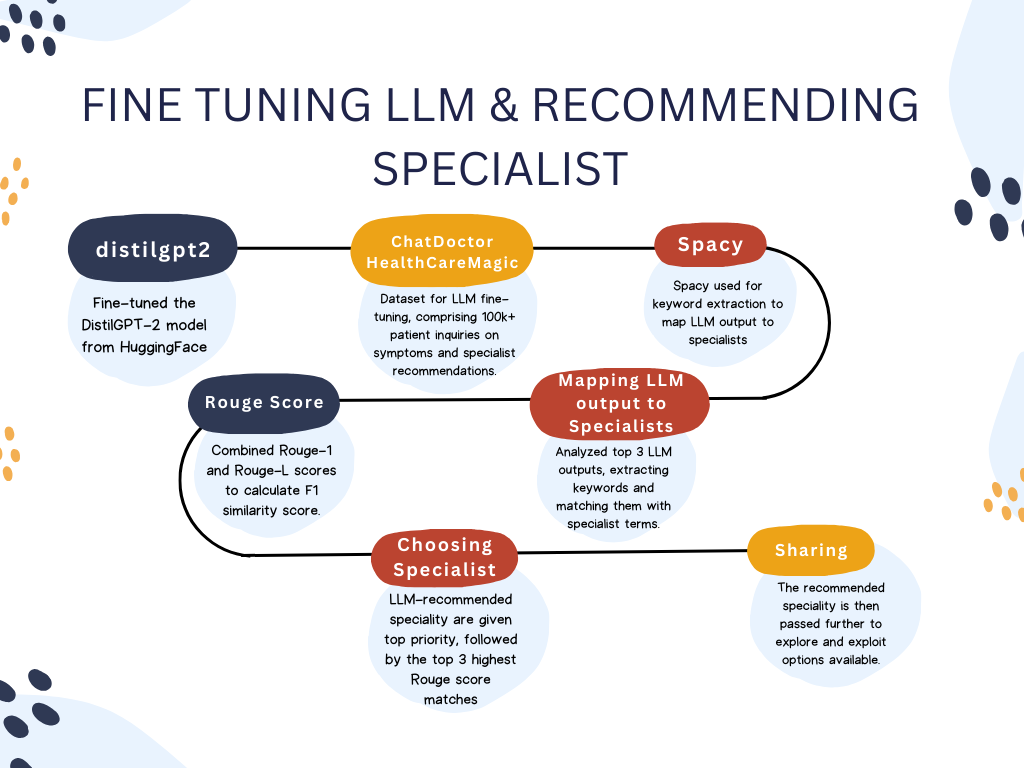 FINE TUNING LLM & RECOMMENDING
SPECIALIST
distilgpt2
Fine-tuned the
DistilGPT-2 model
from HuggingFace
ChatDoctor
HealthCareMagic
Dataset for LLM fine-
tuning, comprising 100k+
patient inquiries on
symptoms and specialist
recommendations.
Spacy
Spacy used for
keyword extraction to
map LLM output to
specialists
Mapping LLM
output to
Specialists
Analyzed top 3 LLM
outputs, extracting
keywords and
matching them with
specialist terms.
Rouge Score
Combined Rouge-1
and Rouge-L scores
to calculate F1
similarity score.
Choosing
Specialist
LLM-recommended
speciality are given
top priority, followed
by the top 3 highest
Rouge score
matches
Sharing
The recommended
speciality is then
passed further to
explore and exploit
options available.